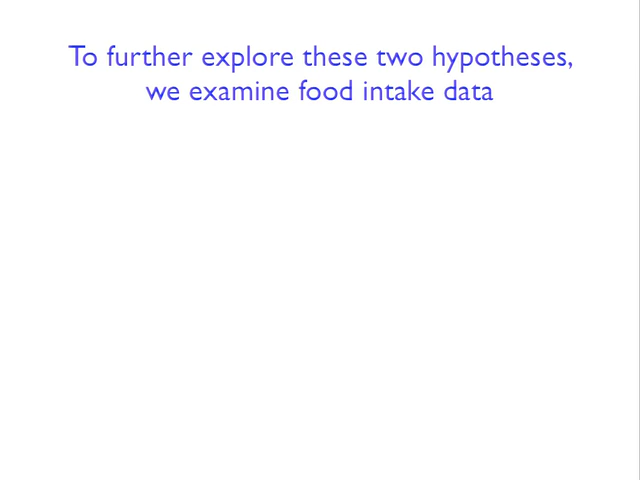 To further explore these two hypotheses,
we examine food intake data